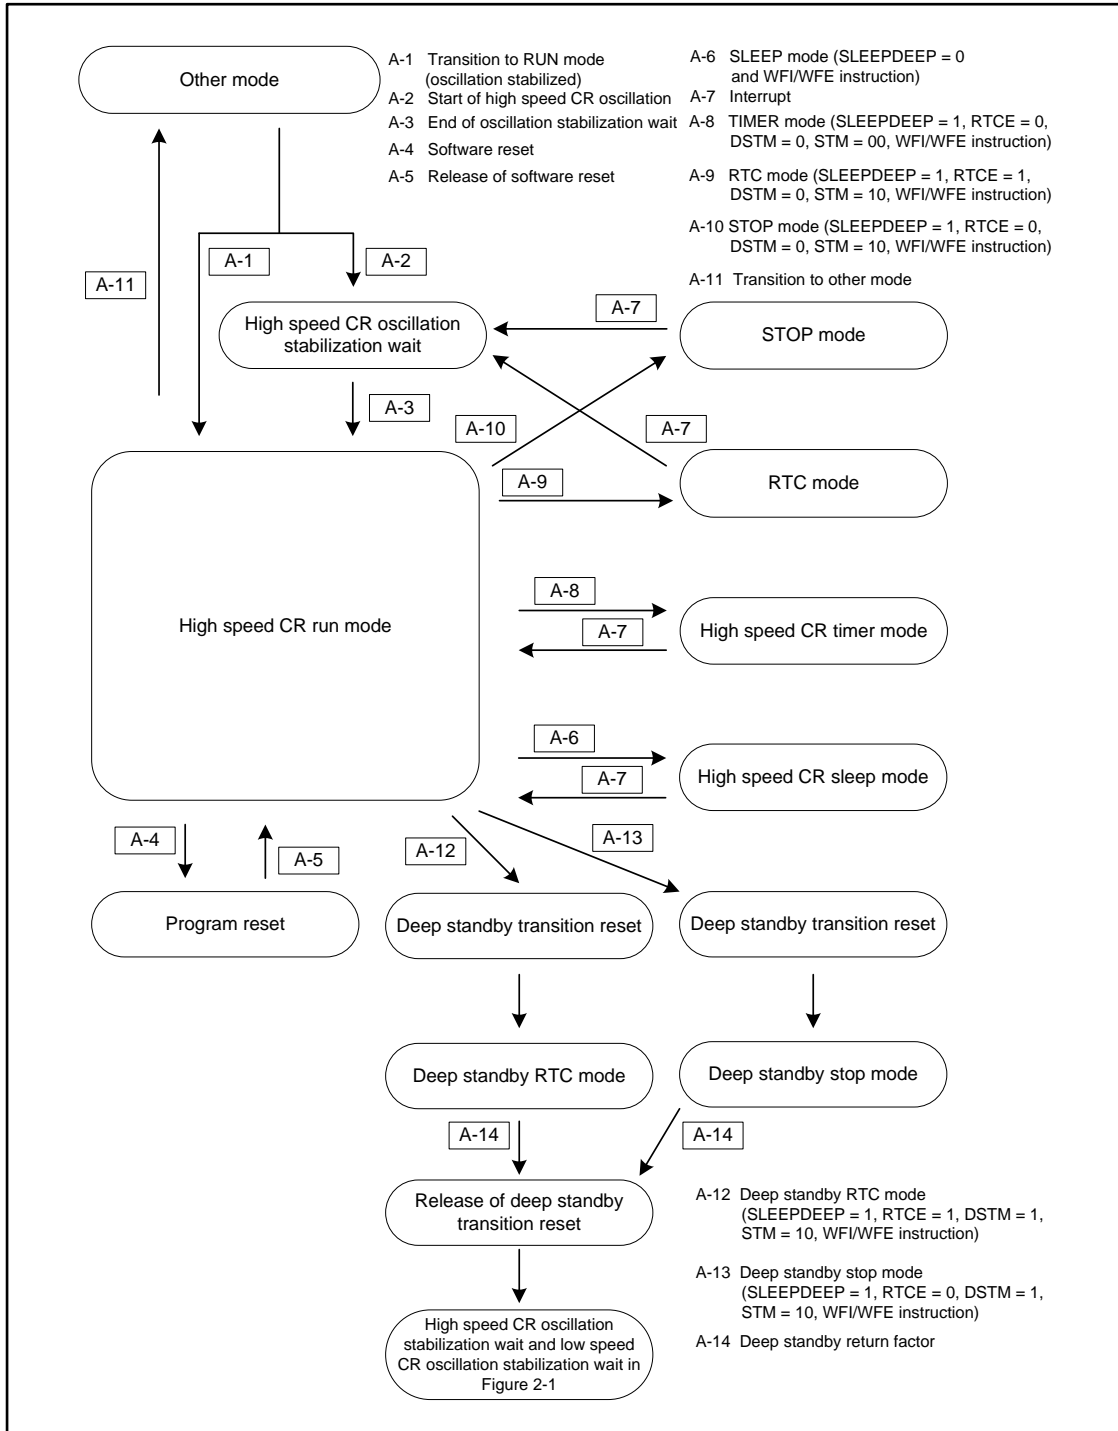 Other mode
A-1 Transition to RUN mode
(oscillation stabilized)
A-2 Start of high speed CR oscillation
A-3 End of oscillation stabilization wait
A-4 Software reset
A-5 Release of software reset
A-6 SLEEP mode (SLEEPDEEP = 0
and WFI/WFE instruction)
A-7 Interrupt
A-8 TIMER mode (SLEEPDEEP = 1, RTCE = 0,
DSTM = 0, STM = 00, WFI/WFE instruction)
A-9 RTC mode (SLEEPDEEP = 1, RTCE = 1,
DSTM = 0, STM = 10, WFI/WFE instruction)
A-10 STOP mode (SLEEPDEEP = 1, RTCE = 0,
DSTM = 0, STM = 10, WFI/WFE instruction)
A-11 Transition to other mode
A-11
A-1
A-2
High speed CR oscillation
stabilization wait
A-7
STOP mode
A-3
A-10
A-7
A-9
RTC mode
High speed CR run mode
A-8
A-7
High speed CR timer mode
A-6
A-7
High speed CR sleep mode
A-4
A-5
A-12
A-13
Program reset
Deep standby transition reset
Deep standby transition reset
Deep standby RTC mode
Deep standby stop mode
A-14
A-14
Release of deep standby
transition reset
A-12 Deep standby RTC mode
(SLEEPDEEP = 1, RTCE = 1, DSTM = 1,
STM = 10, WFI/WFE instruction)
A-13 Deep standby stop mode
(SLEEPDEEP = 1, RTCE = 0, DSTM = 1,
STM = 10, WFI/WFE instruction)
A-14 Deep standby return factor
High speed CR oscillation
stabilization wait and low speed
CR oscillation stabilization wait in
Figure 2-1